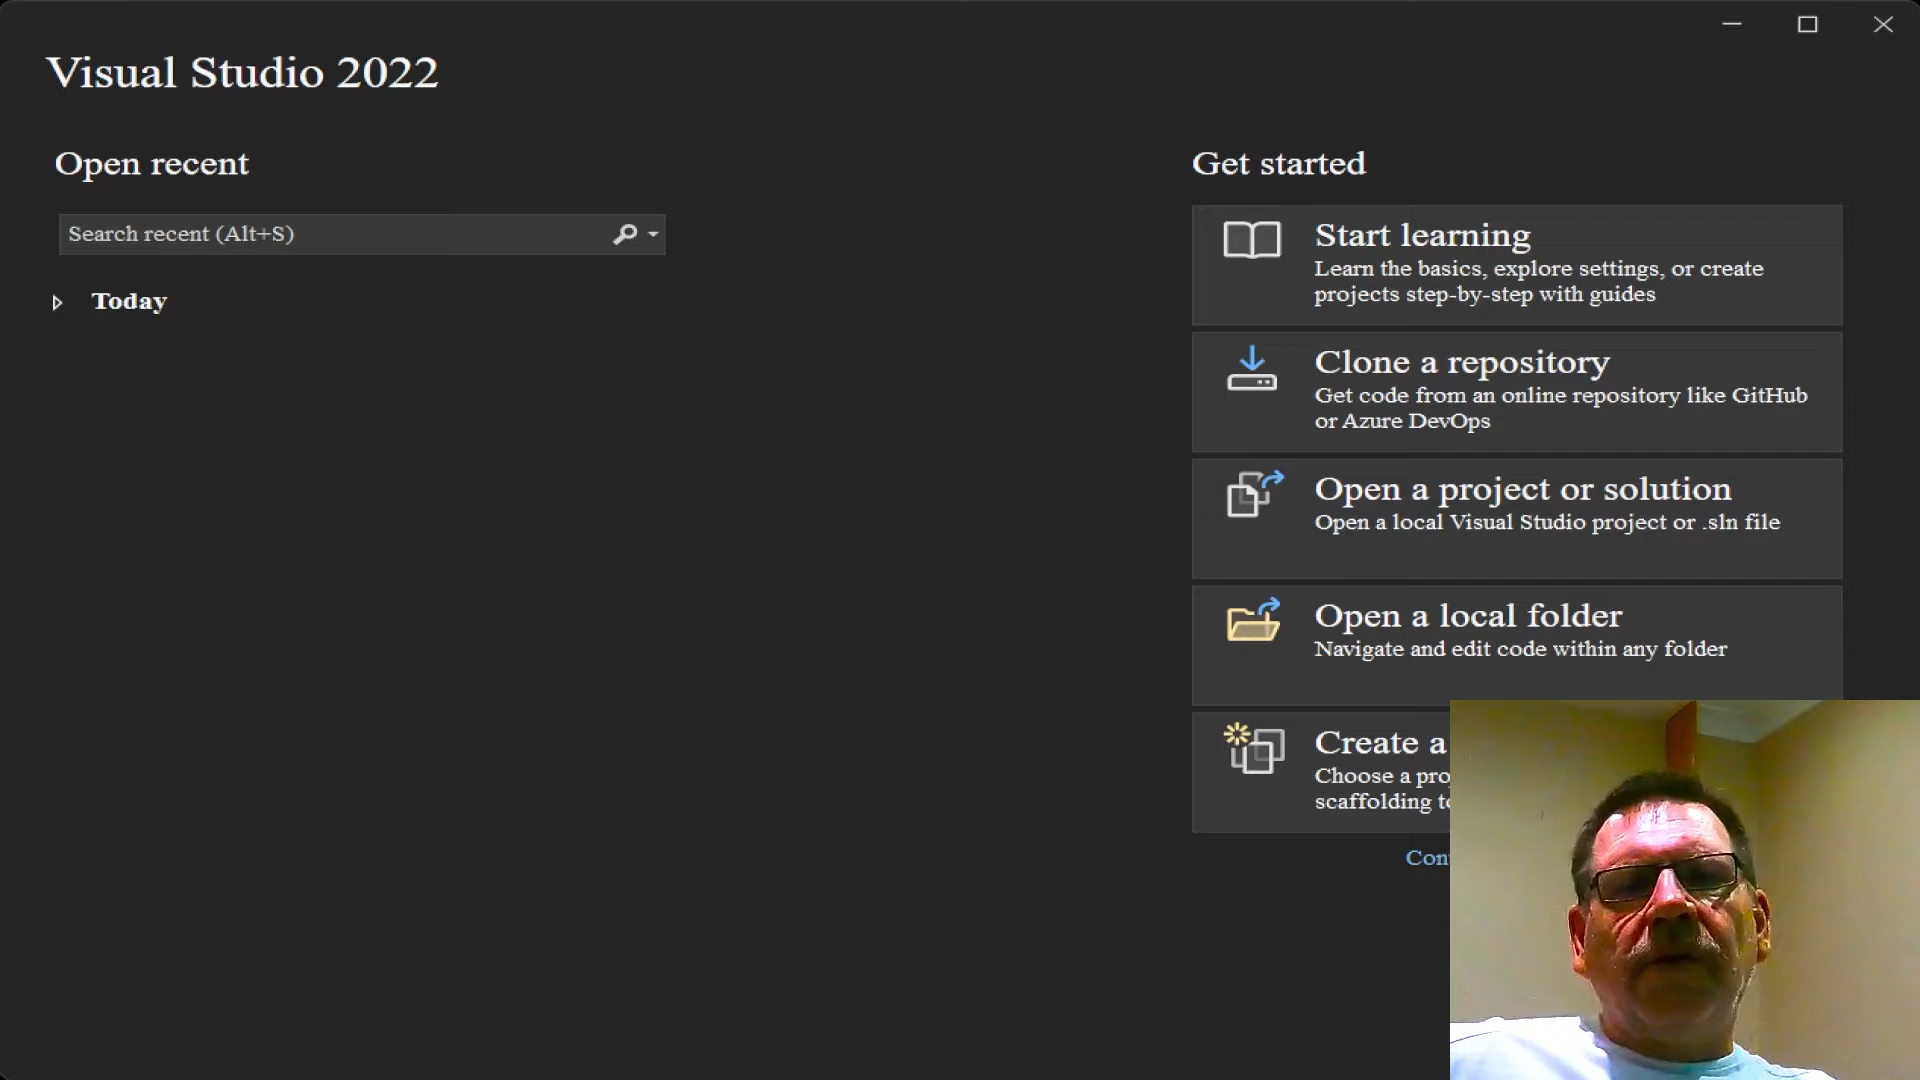 Visual Studio 2022
Open recent
Search recent (Alt+S)
Today
Get started
Start learning
Learn the basics, explore settings, or create
projects step-by-step with guides
Clone a repository
Get code from an online repository like GitHub
or Azure DevOps
Open a project or solution
Open a local Visual Studio project or .sln file
Open a local folder
Navigate and edit code within any folder
Create a
Choose a pro
scaffolding to
Con